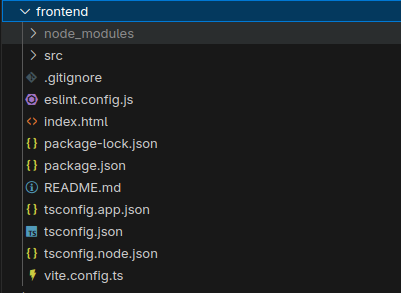 frontend
node_modules
src
.gitignore
eslint.config.js
index.html
package-lock.json
package.json
README.md
tsconfig.app.json
tsconfig.json
tsconfig.node.json
vite.config.ts